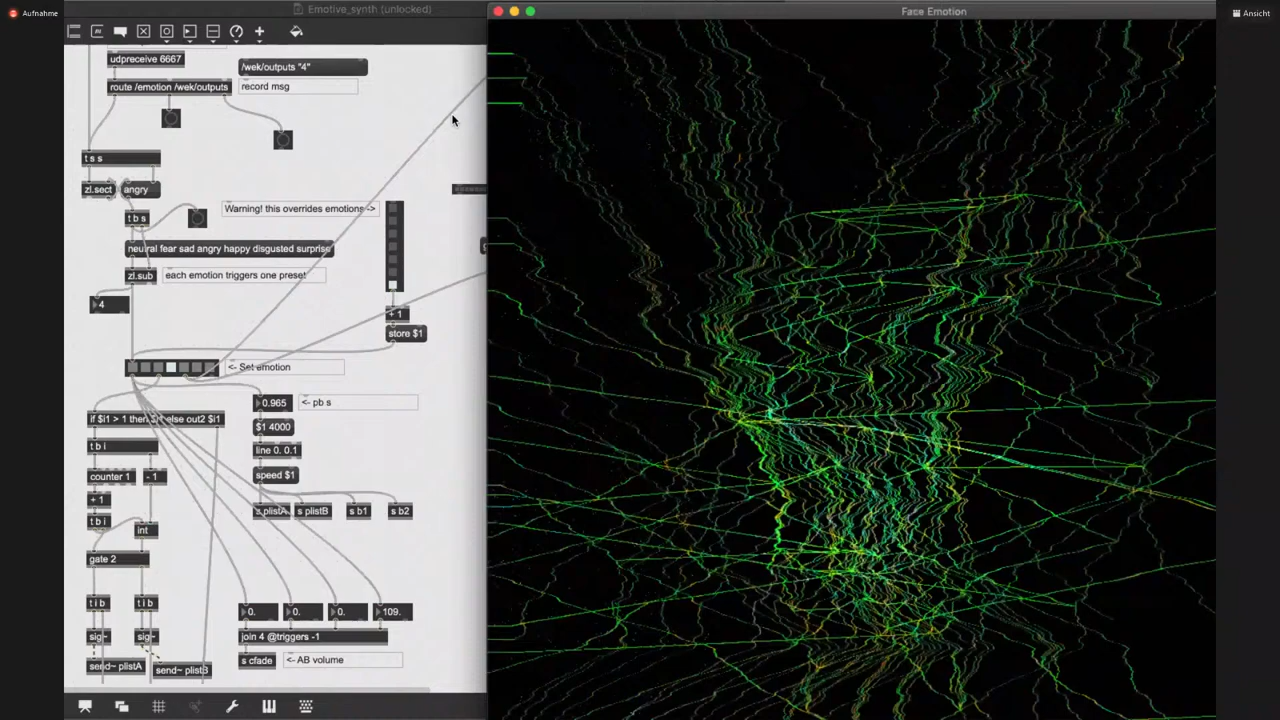 Aufnahme
Emotive_synth (unlocked)
Face Emotion
Ansicht
udpreceive 6667
/wek/outputs "4"
route /emotion /wek/outputs
record msg
t s s
zl.sect
angry
t b s
Warning! this overrides emotions ->
neutral fear sad angry happy disgusted surprise
zl.sub
each emotion triggers one preset
4
+ 1
store $1
<- Set emotion
0.965
<- pb s
if $i1 > 1 then $i1 else out2 $i1
$1 4000
t b i
line 0. 0.1
counter 1
- 1
speed $1
+ 1
s plistA
s plistB
s b1
s b2
t b i
int
gate 2
t i b
t i b
0.
0.
0.
109.
sig~
sig~
join 4 @triggers -1
send~ plistA
send~ plistB
s cfade
<- AB volume